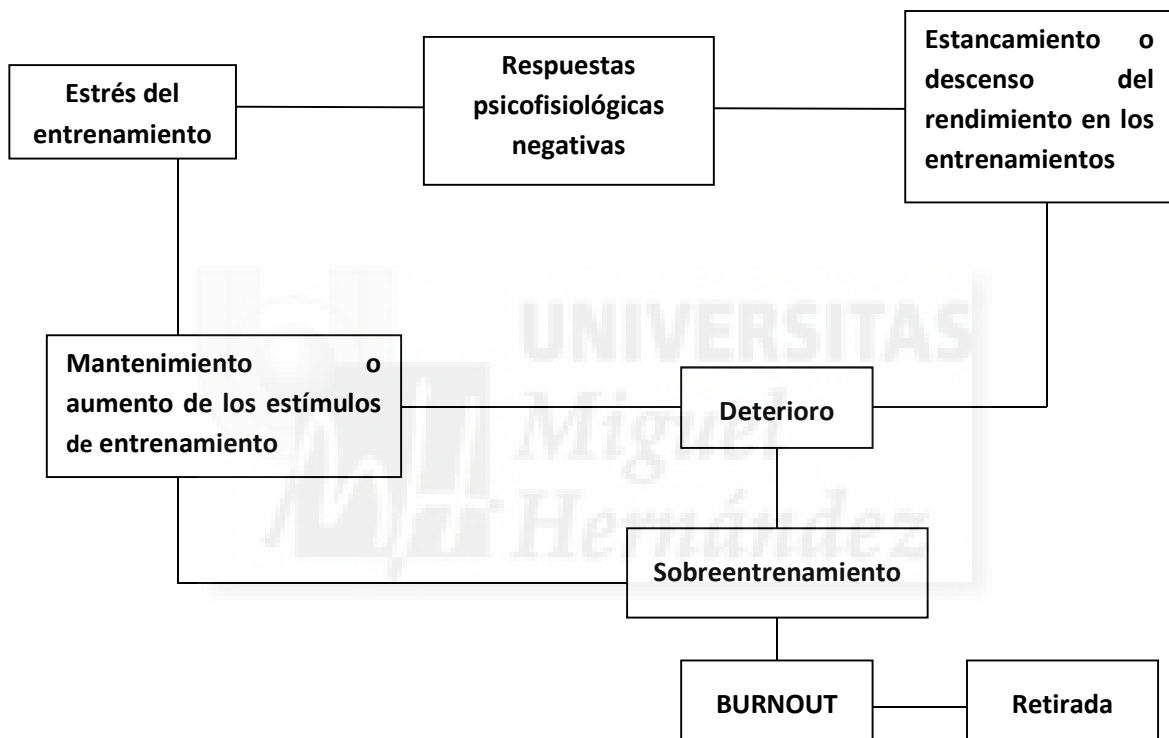 Estrés del
entrenamiento
Respuestas
psicofisiológicas
negativas
Estancamiento o
descenso del
rendimiento en los
entrenamientos
UNIVERSITAS
Miguel
Hernández
Mantenimiento o
aumento de los estímulos
de entrenamiento
Deterioro
Sobreentrenamiento
BURNOUT
Retirada